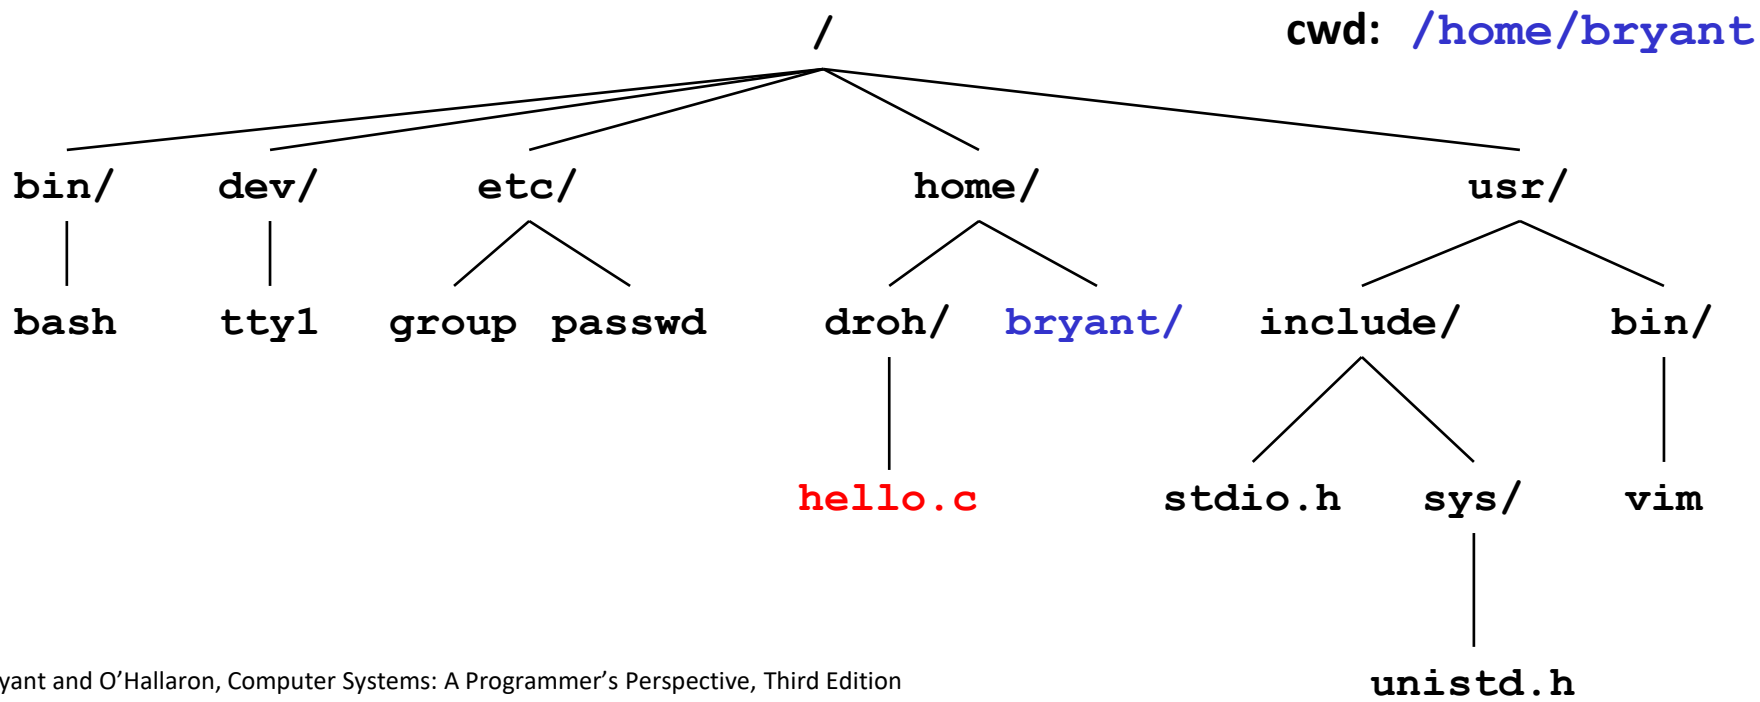 /
cwd: /home/bryant
bin/ dev/ etc/ home/ usr/
bash tty1 group passwd droh/ bryant/ include/ bin/
hello.c stdio.h sys/ vim
unistd.h
yant and O’Hallaron, Computer Systems: A Programmer’s Perspective, Third Edition